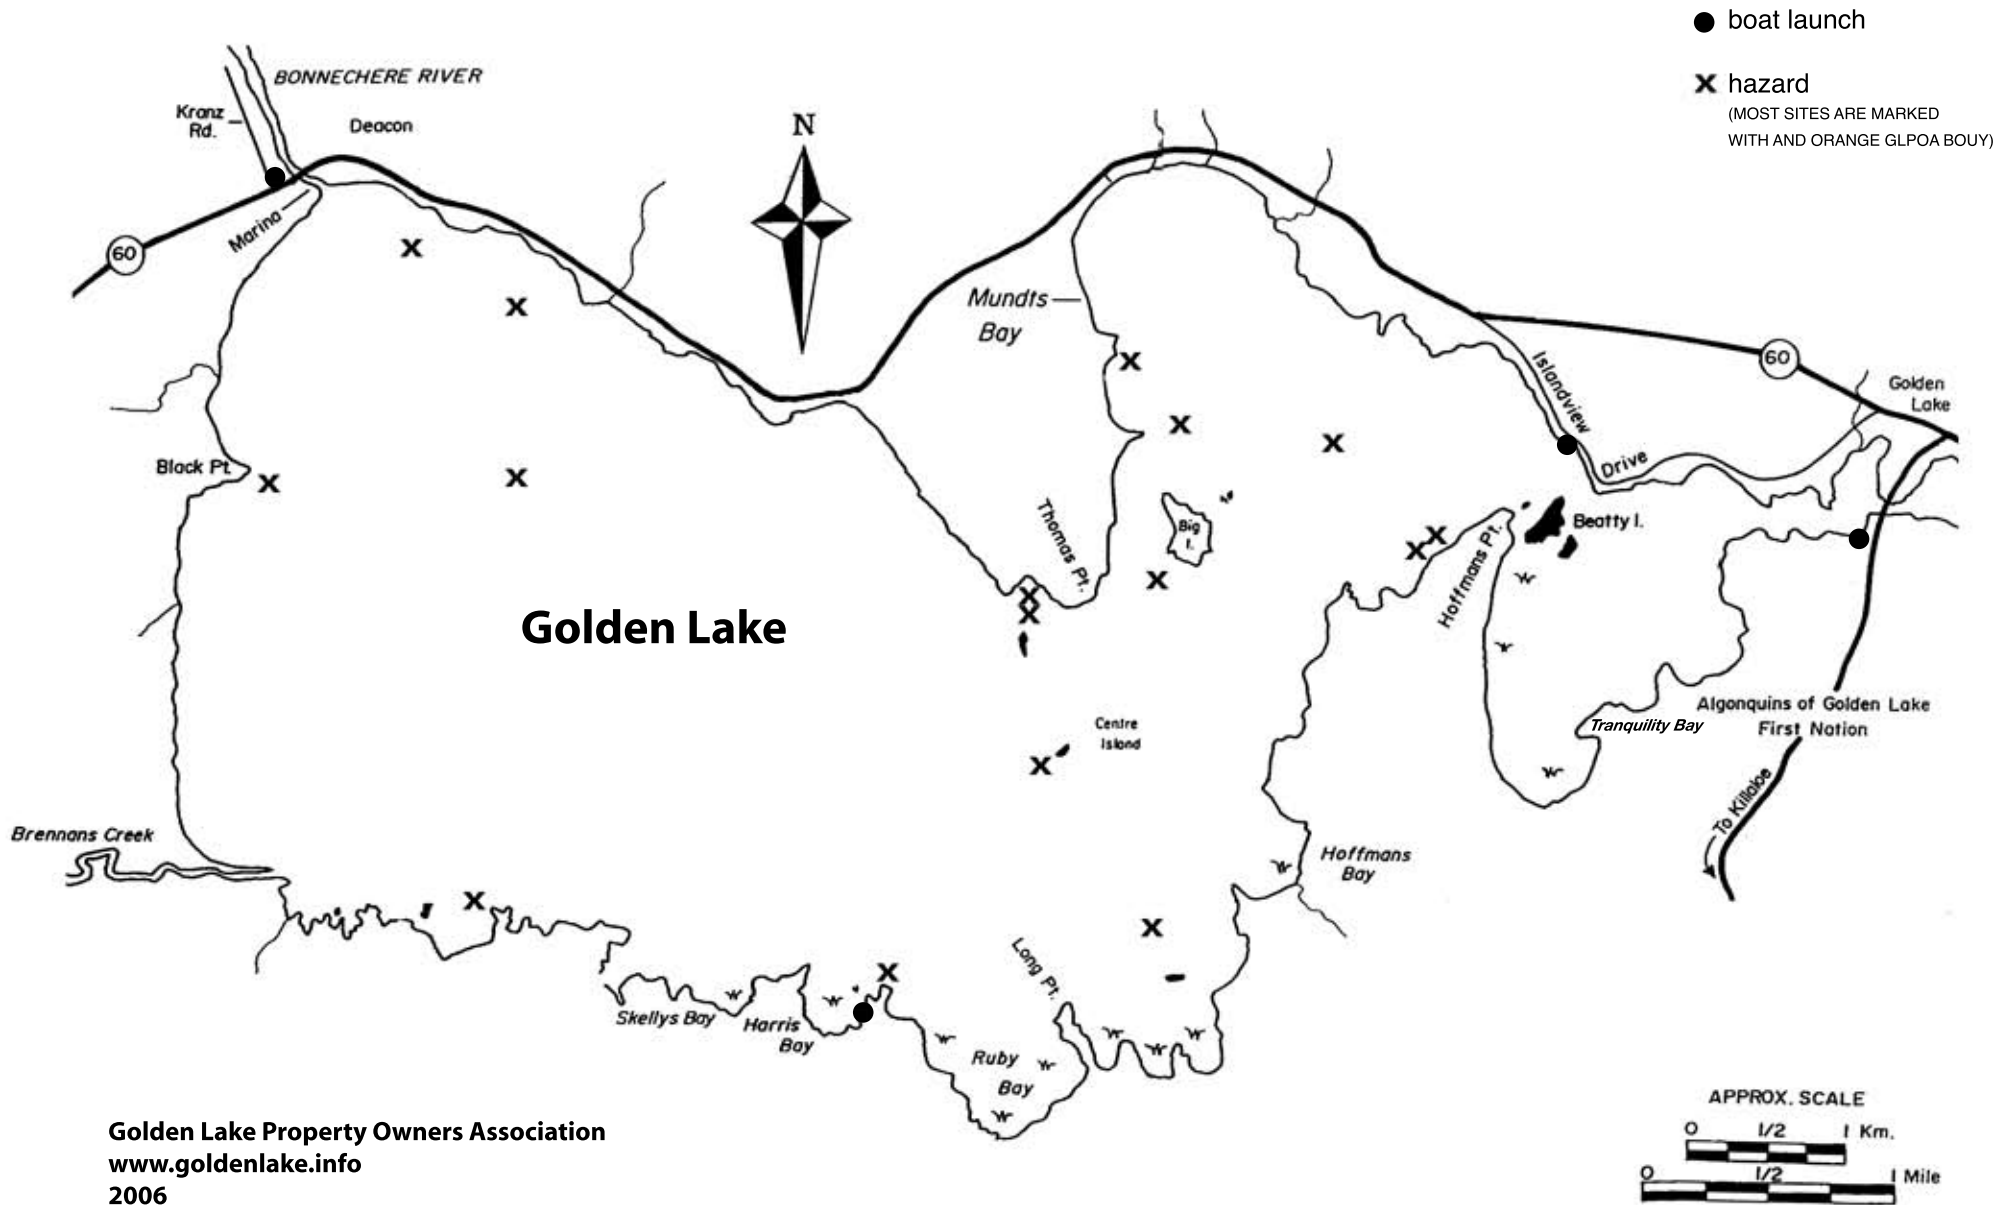 boat launch
hazard
(MOST SITES ARE MARKED
WITH AND ORANGE GLPOA BOUY)
BONNECHERE RIVER
Kranz
Rd.
Deacon
N
Marina
60
Mundts
Bay
Islandview
Drive
60
Golden
Lake
Black Pt.
Thomas Pt.
Big
I.
Hoffmans Pt.
Beatty I.
Golden Lake
Centre
Island
Algonquins of Golden Lake
First Nation
Tranquility Bay
To Killaloe
Brennans Creek
Hoffmans
Bay
Long Pt.
Skellys Bay
Harris
Bay
Ruby
Bay
Golden Lake Property Owners Association
www.goldenlake.info
2006
APPROX. SCALE
0 1/2 1 Km.
0 1/2 1 Mile